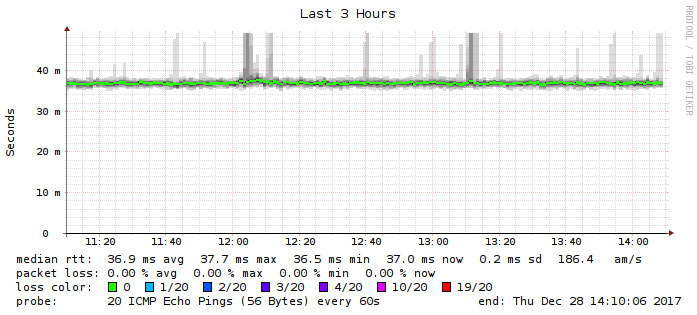 Last 3 Hours
RRDTOOL / TOBI OETIKER
Seconds
40 m
30 m
20 m
10 m
0
11:20 11:40 12:00 12:20 12:40 13:00 13:20 13:40 14:00
median rtt: 36.9 ms avg 37.7 ms max 36.5 ms min 37.0 ms now 0.2 ms sd 186.4 am/s
packet loss: 0.00 % avg 0.00 % max 0.00 % min 0.00 % now
loss color: 0 1/20 2/20 3/20 4/20 10/20 19/20
probe: 20 ICMP Echo Pings (56 Bytes) every 60s end: Thu Dec 28 14:10:06 2017